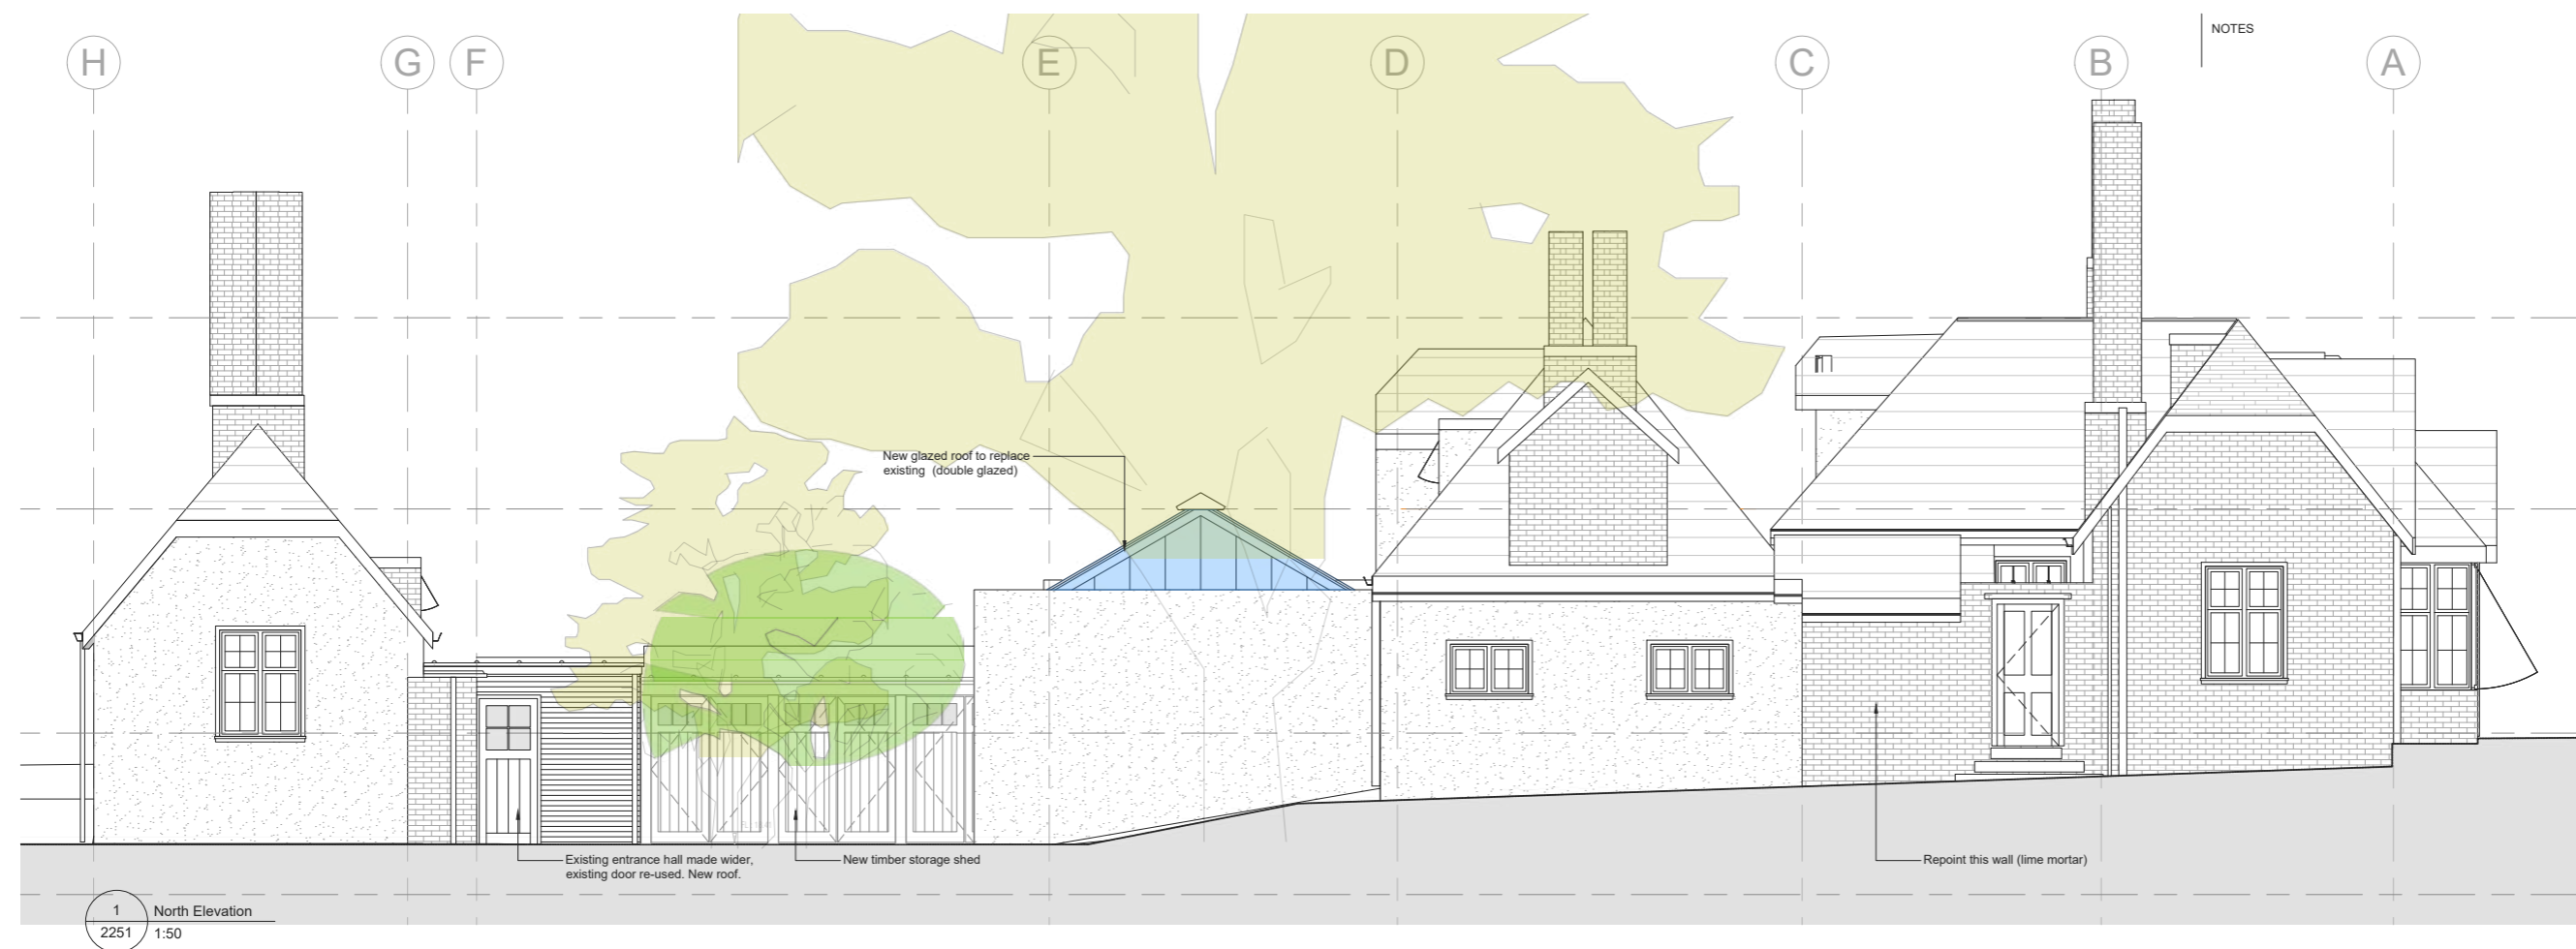 NOTES
H
G
F
E
D
C
B
A
New glazed roof to replace
existing (double glazed)
Existing entrance hall made wider,
existing door re-used. New roof.
New timber storage shed
Repoint this wall (lime mortar)
1
North Elevation
2251
1:50